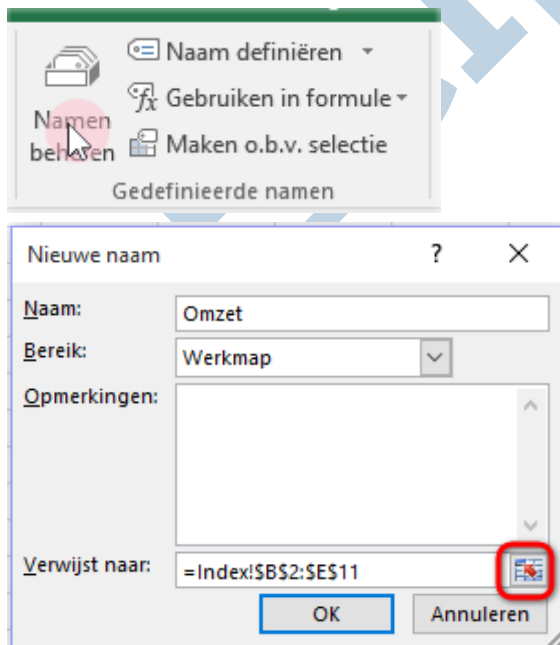 Naam definiëren
fx Gebruiken in formule
Namen
beheren
Maken o.b.v. selectie
Gedefinieerde namen
Nieuwe naam ? ×
Naam: Omzet
Bereik: Werkmap
Opmerkingen:
Verwijst naar: =Index!$B$2:$E$11
OK Annuleren